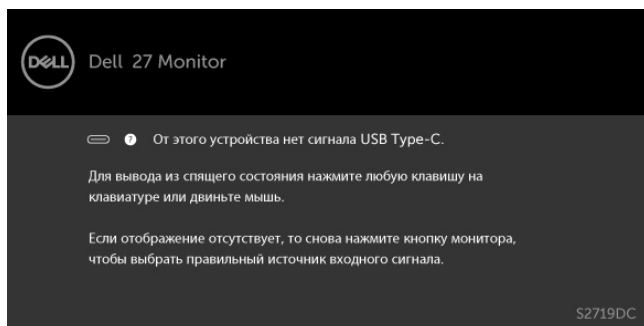 DELL
Dell 27 Monitor
? От этого устройства нет сигнала USB Type-C.
Для вывода из спящего состояния нажмите любую клавишу на
клавиатуре или двиньте мышь.
Если отображение отсутствует, то снова нажмите кнопку монитора,
чтобы выбрать правильный источник входного сигнала.
S2719DC